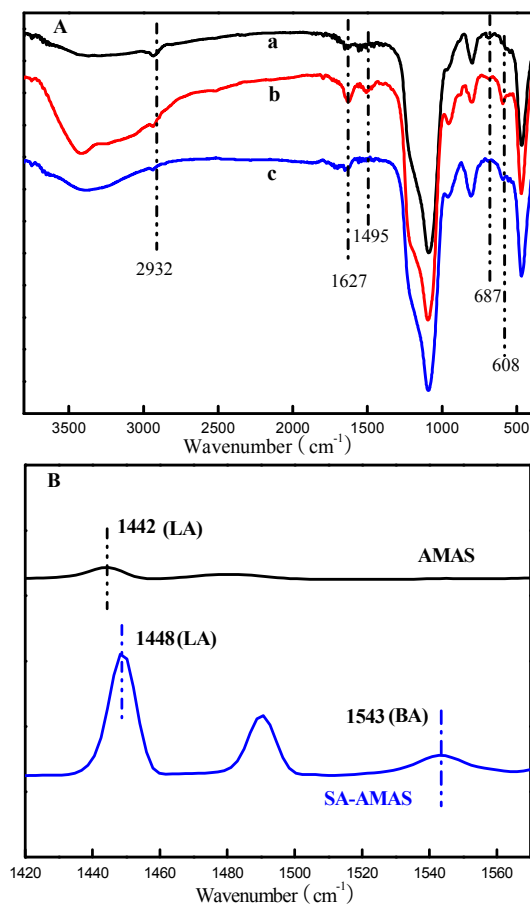 A
a
b
c
2932
1627
1495
687
608
3500 3000 2500 2000 1500 1000 500
Wavenumber ( cm-1)
B
1442 (LA)
AMAS
1448(LA)
1543 (BA)
SA-AMAS
1420 1440 1460 1480 1500 1520 1540 1560
Wavenumber ( cm-1)